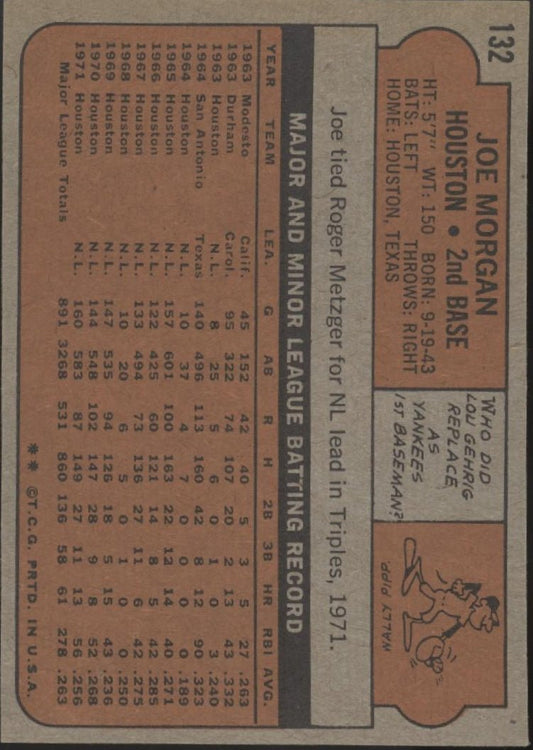 132
JOE MORGAN
HOUSTON • 2nd BASE
HT: 5'7" WT: 150 BORN: 9-19-43
BATS: LEFT THROWS: RIGHT
HOME: HOUSTON, TEXAS
WHO DID
LOU GEHRIG
REPLACE
AS
YANKEES
1ST BASEMAN?
WALLY PIPP
Joe tied Roger Metzger for NL lead in Triples, 1971.
MAJOR AND MINOR LEAGUE BATTING RECORD
YEAR TEAM LEA. G AB R H 2B 3B HR RBI AVG.
1963 Modesto Calif. 45 152 42 40 5 3 5 27 .263
1963 Durham Carol. 95 322 74 107 20 2 13 43 .332
1963 Houston N.L. 8 25 5 6 0 1 0 3 .240
1964 San Antonio Texas 140 496 113 160 42 8 12 90 .323
1964 Houston N.L. 10 37 4 7 0 0 0 0 .189
1965 Houston N.L. 157 601 100 163 22 12 14 40 .271
1966 Houston N.L. 122 425 60 121 14 8 5 42 .285
1967 Houston N.L. 133 494 73 136 27 11 6 42 .275
1968 Houston N.L. 10 20 6 5 0 1 0 0 .250
1969 Houston N.L. 147 535 94 126 18 5 15 43 .236
1970 Houston N.L. 144 548 102 147 28 9 8 52 .268
1971 Houston N.L. 160 583 87 149 27 11 13 56 .256
Major League Totals 891 3268 531 860 136 58 61 278 .263
** ©T.C.G. PRTD. IN U.S.A.